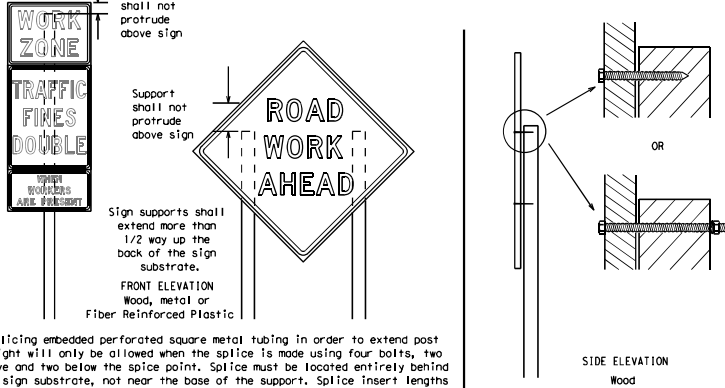 shall not
protrude
above sign
WORK
ZONE
TRAFFIC
FINES
DOUBLE
WHEN
WORKERS
ARE PRESENT
Support
shall not
protrude
above sign
ROAD
WORK
AHEAD
Sign supports shall
extend more than
1/2 way up the
back of the sign
substrate.
FRONT ELEVATION
Wood, metal or
Fiber Reinforced Plastic
OR
SIDE ELEVATION
Wood
licing embedded perforated square metal tubing in order to extend post
ght will only be allowed when the splice is made using four bolts, two
ve and two below the spice point. Splice must be located entirely behind
sign substrate, not near the base of the support. Splice insert lengths